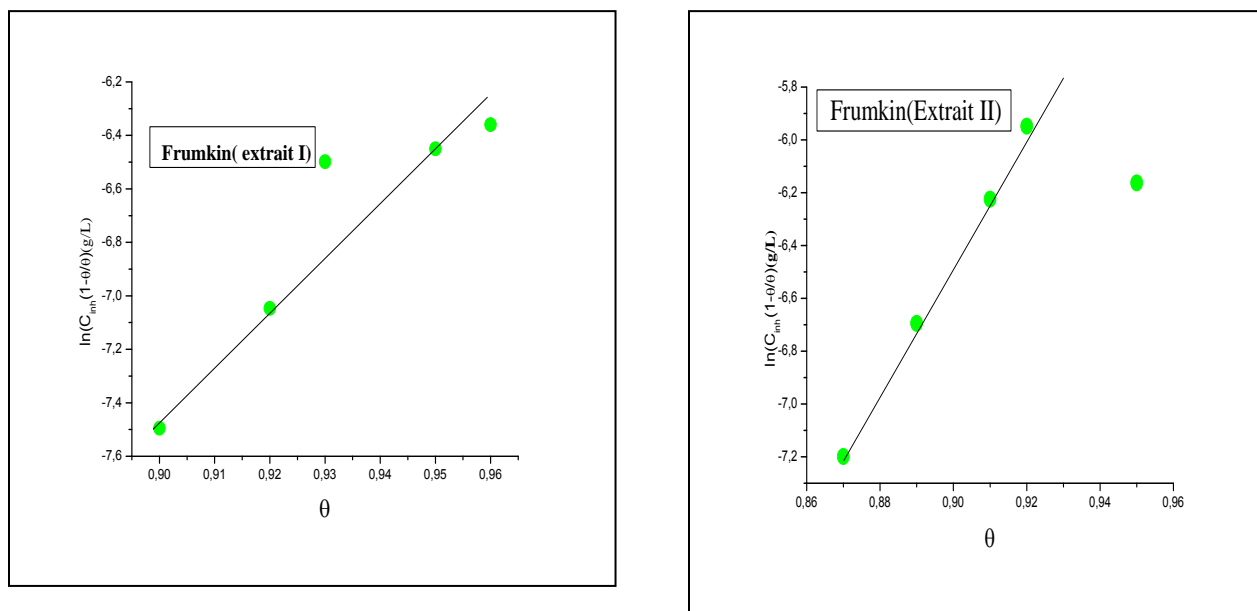 -6,2
-6,4
-6,6
-6,8
-7,0
-7,2
-7,4
-7,6
ln(C_inh(1-θ/θ)(g/L)
Frumkin( extrait I)
0,90 0,91 0,92 0,93 0,94 0,95 0,96
θ
-5,8
-6,0
-6,2
-6,4
-6,6
-6,8
-7,0
-7,2
ln(C_inh(1-θ/θ)(g/L)
Frumkin(Extrait II)
0,86 0,88 0,90 0,92 0,94 0,96
θ